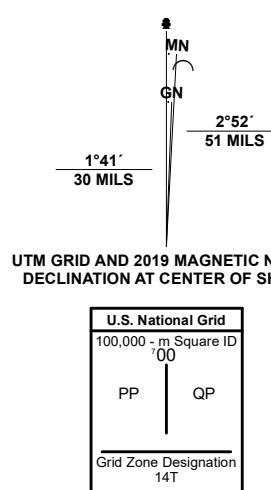 MN
GN
2°52´
51 MILS
1°41´
30 MILS
UTM GRID AND 2019 MAGNETIC N
DECLINATION AT CENTER OF SH
U.S. National Grid
100,000 - m Square ID
⁷00
PP QP
Grid Zone Designation
14T